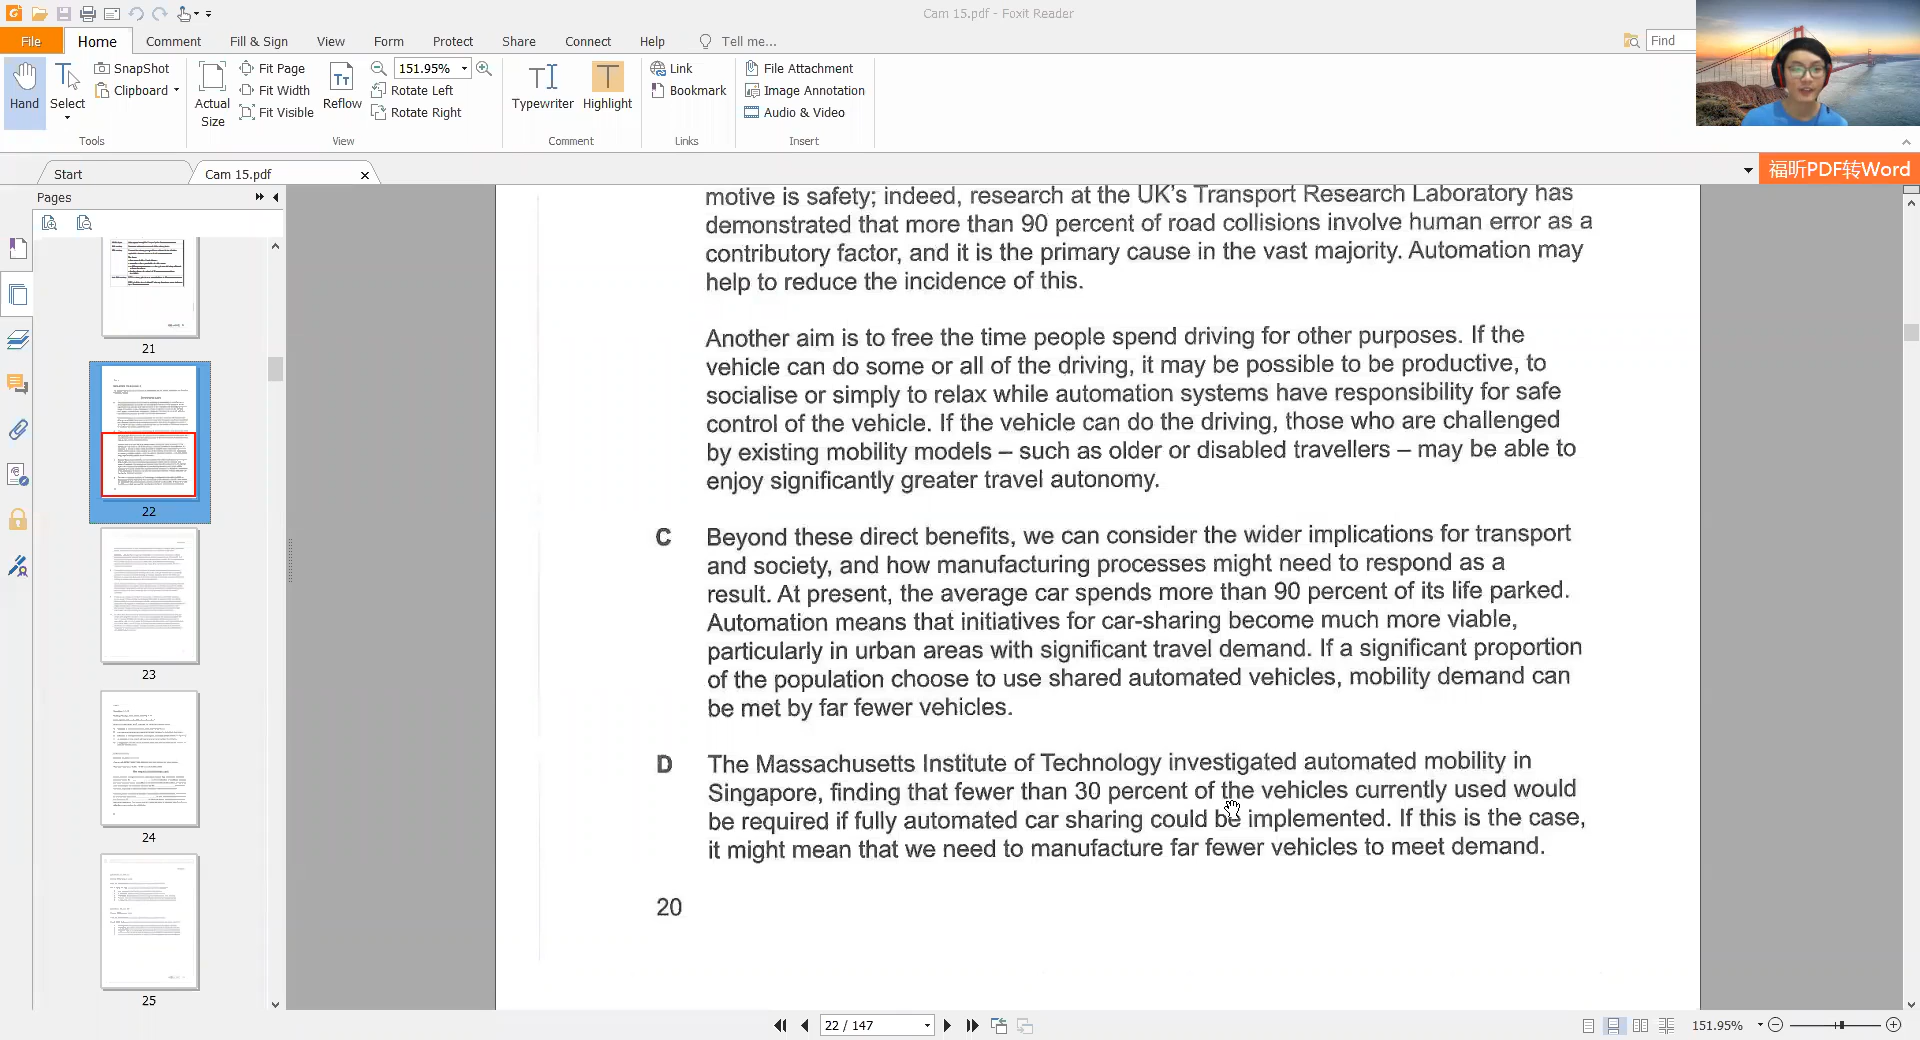 Cam 15.pdf - Foxit Reader
File Home Comment Fill & Sign View Form Protect Share Connect Help Tell me... Find
SnapShot Fit Page 151.95% Link File Attachment
Clipboard Fit Width Rotate Left Bookmark Image Annotation
Hand Select Actual Size Fit Visible Reflow Rotate Right Typewriter Highlight Audio & Video
Tools View Comment Links Insert
Start Cam 15.pdf 福昕PDF转Word
Pages
21
22
23
24
25
motive is safety; indeed, research at the UK's Transport Research Laboratory has
demonstrated that more than 90 percent of road collisions involve human error as a
contributory factor, and it is the primary cause in the vast majority. Automation may
help to reduce the incidence of this.
Another aim is to free the time people spend driving for other purposes. If the
vehicle can do some or all of the driving, it may be possible to be productive, to
socialise or simply to relax while automation systems have responsibility for safe
control of the vehicle. If the vehicle can do the driving, those who are challenged
by existing mobility models – such as older or disabled travellers – may be able to
enjoy significantly greater travel autonomy.
C Beyond these direct benefits, we can consider the wider implications for transport
and society, and how manufacturing processes might need to respond as a
result. At present, the average car spends more than 90 percent of its life parked.
Automation means that initiatives for car-sharing become much more viable,
particularly in urban areas with significant travel demand. If a significant proportion
of the population choose to use shared automated vehicles, mobility demand can
be met by far fewer vehicles.
D The Massachusetts Institute of Technology investigated automated mobility in
Singapore, finding that fewer than 30 percent of the vehicles currently used would
be required if fully automated car sharing could be implemented. If this is the case,
it might mean that we need to manufacture far fewer vehicles to meet demand.
20
22 / 147
151.95%